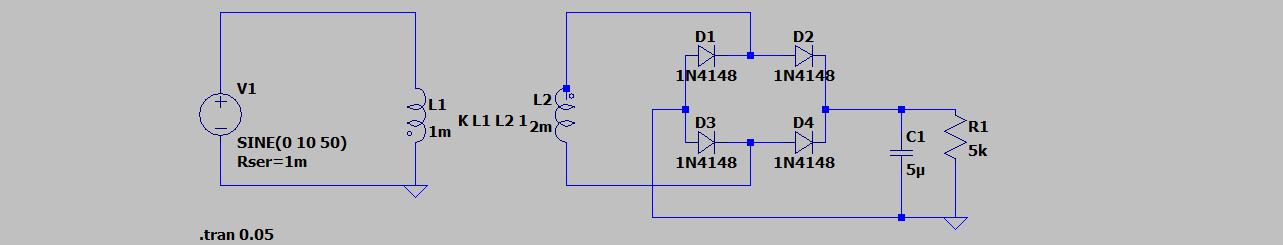 V1
SINE(0 10 50)
Rser=1m
L1
1m
K L1 L2 1
L2
2m
D1
1N4148
D2
1N4148
D3
1N4148
D4
1N4148
C1
5µ
R1
5k
.tran 0.05